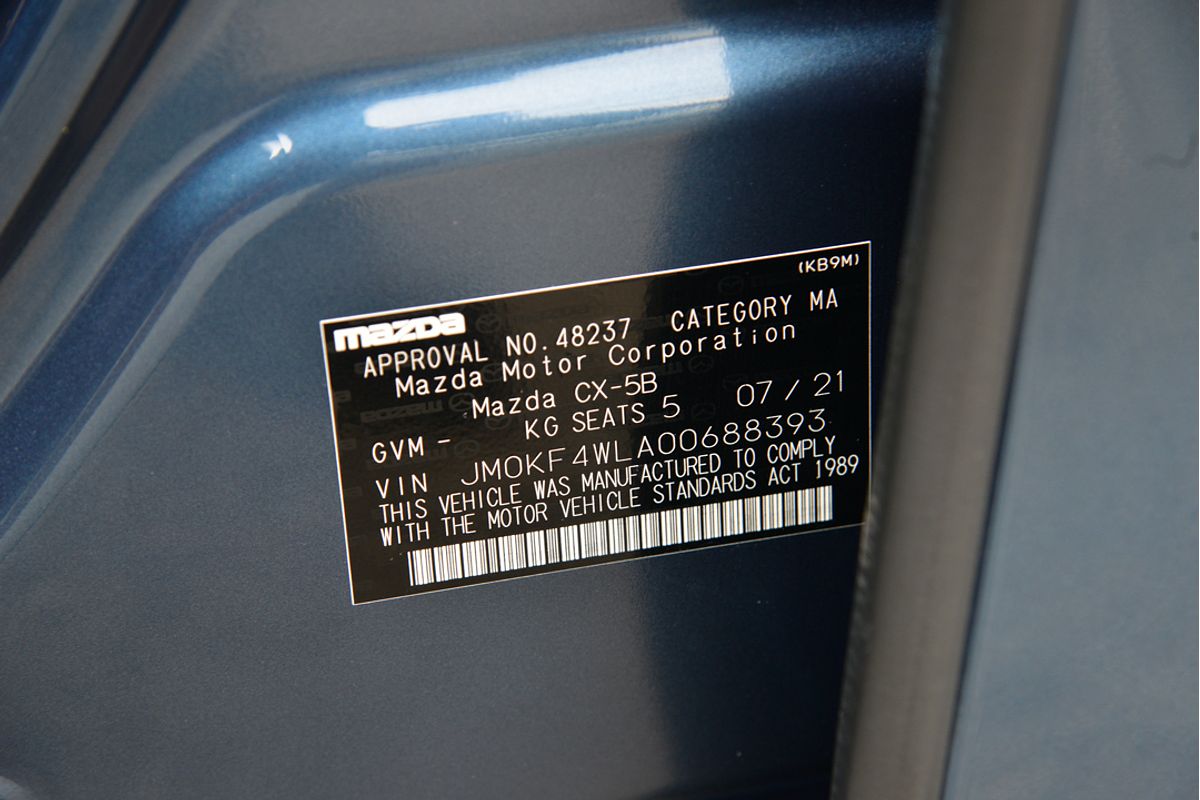 (KB9M)
mazda
APPROVAL NO.48237 CATEGORY MA
Mazda Motor Corporation
Mazda CX-5B
GVM - KG SEATS 5 07/21
VIN JM0KF4WLA00688393
THIS VEHICLE WAS MANUFACTURED TO COMPLY
WITH THE MOTOR VEHICLE STANDARDS ACT 1989